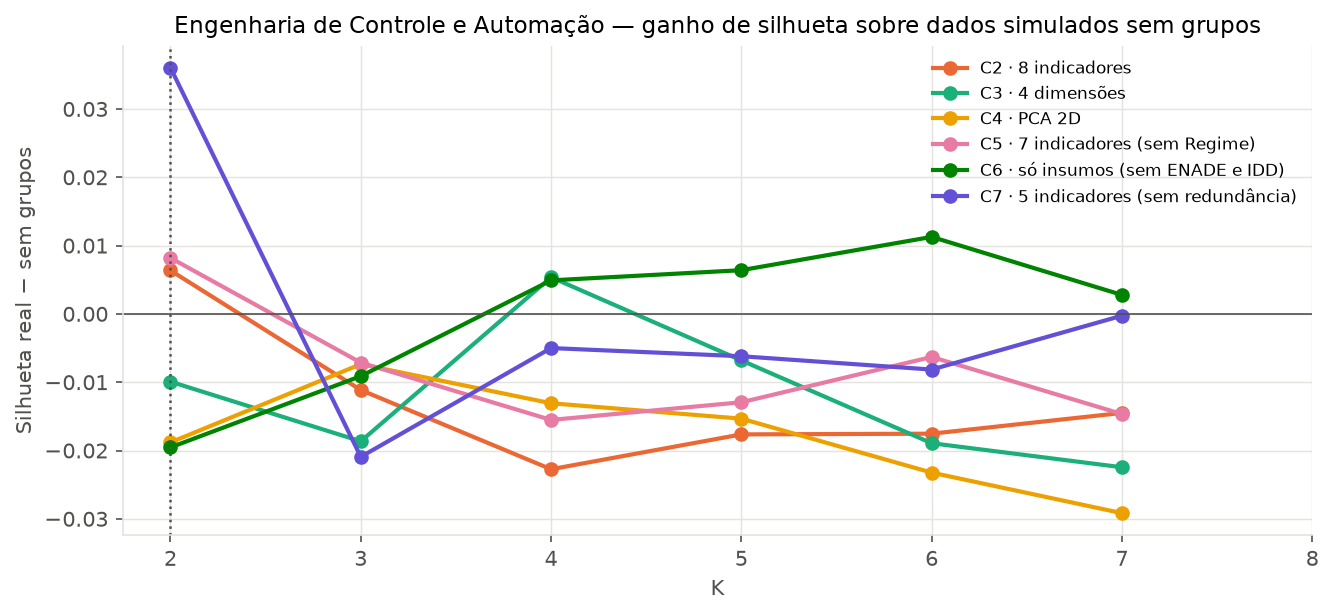 Engenharia de Controle e Automação — ganho de silhueta sobre dados simulados sem grupos
Silhueta real − sem grupos
0.03
0.02
0.01
0.00
−0.01
−0.02
−0.03
C2 · 8 indicadores
C3 · 4 dimensões
C4 · PCA 2D
C5 · 7 indicadores (sem Regime)
C6 · só insumos (sem ENADE e IDD)
C7 · 5 indicadores (sem redundância)
2 3 4 5 6 7 8
K